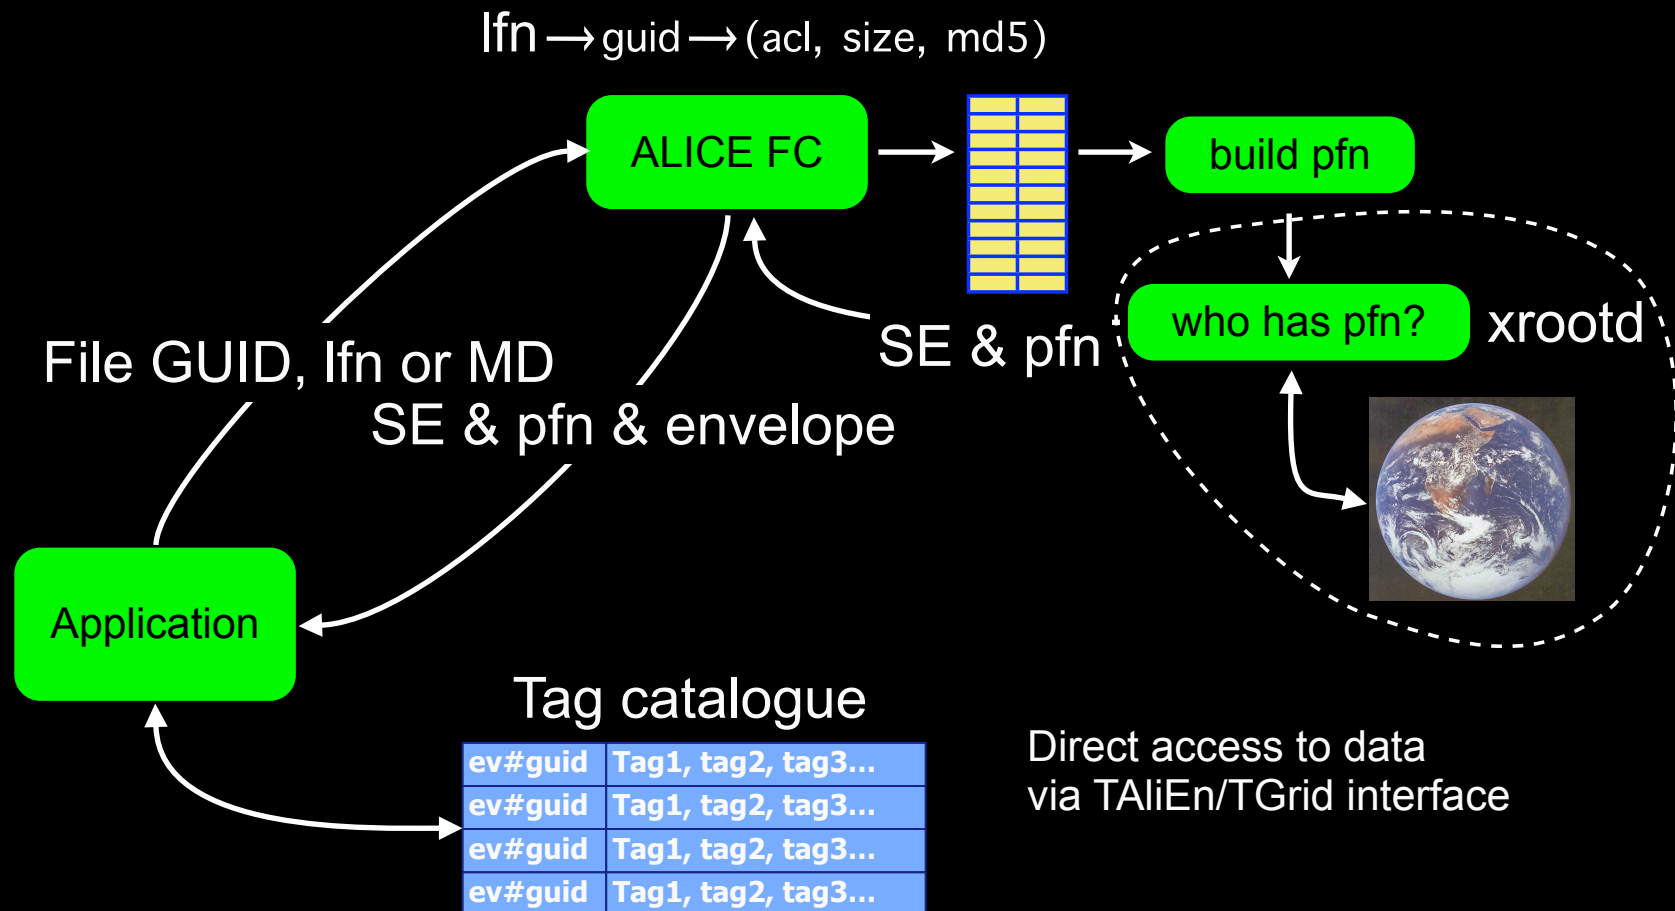 lfn → guid → (acl, size, md5)
ALICE FC
build pfn
who has pfn?
xrootd
SE & pfn
File GUID, lfn or MD
SE & pfn & envelope
Application
Tag catalogue
ev#guid Tag1, tag2, tag3...
ev#guid Tag1, tag2, tag3...
ev#guid Tag1, tag2, tag3...
ev#guid Tag1, tag2, tag3...
Direct access to data
via TAliEn/TGrid interface